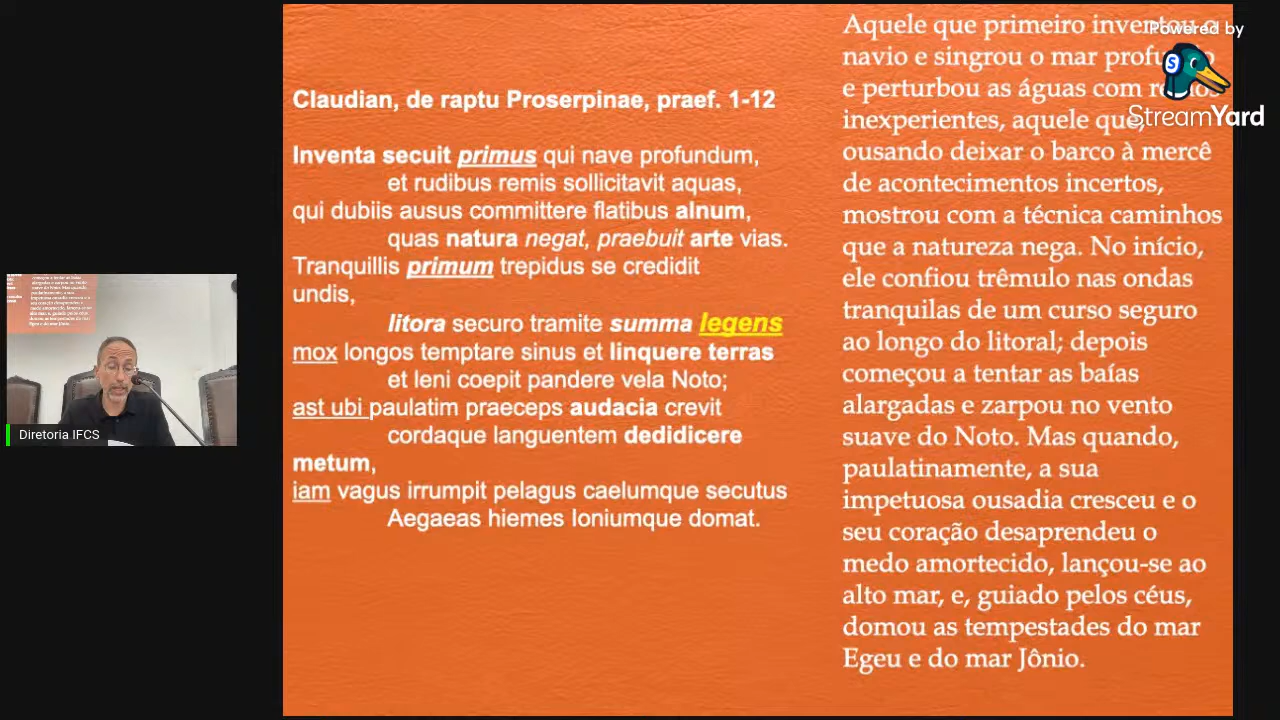 Claudian, de raptu Proserpinae, praef. 1-12
Inventa secuit primus qui nave profundum,
et rudibus remis sollicitavit aquas,
qui dubiis ausus committere flatibus alnum,
quas natura negat, praebuit arte vias.
Tranquillis primum trepidus se credidit
undis,
litora securo tramite summa legens
mox longos temptare sinus et linquere terras
et leni coepit pandere vela Noto;
ast ubi paulatim praeceps audacia crevit
cordaque languentem dedidicere
metum,
iam vagus irrumpit pelagus caelumque secutus
Aegaeas hiemes Ioniumque domat.
Aquele que primeiro inventou o
navio e singrou o mar profundo
e perturbou as águas com remos
inexperientes, aquele que,
ousando deixar o barco à mercê
de acontecimentos incertos,
mostrou com a técnica caminhos
que a natureza nega. No início,
ele confiou trêmulo nas ondas
tranquilas de um curso seguro
ao longo do litoral; depois
começou a tentar as baías
alargadas e zarpou no vento
suave do Noto. Mas quando,
paulatinamente, a sua
impetuosa ousadia cresceu e o
seu coração desaprendeu o
medo amortecido, lançou-se ao
alto mar, e, guiado pelos céus,
domou as tempestades do mar
Egeu e do mar Jônio.
Powered by
S
StreamYard
Diretoria IFCS